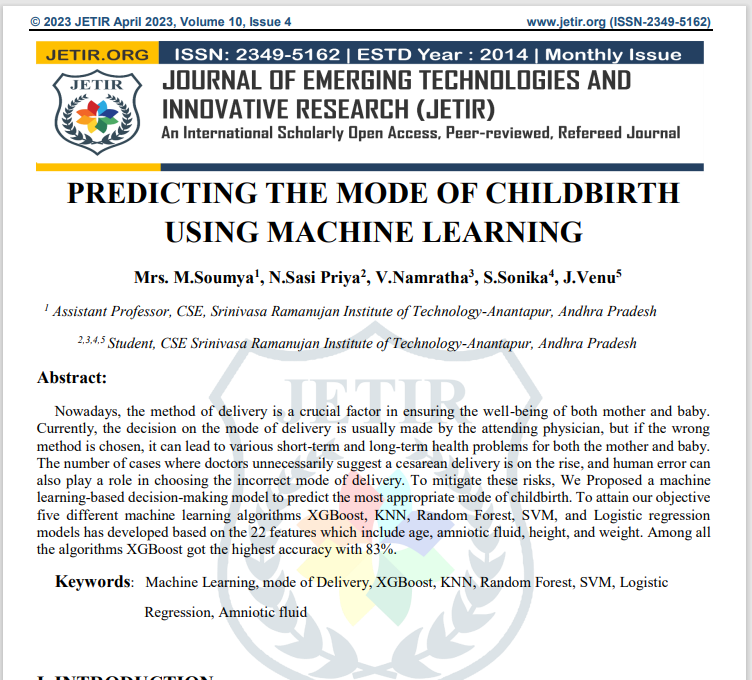 © 2023 JETIR April 2023, Volume 10, Issue 4 www.jetir.org (ISSN-2349-5162)
JETIR.ORG ISSN: 2349-5162 | ESTD Year : 2014 | Monthly Issue
JETIR
JOURNAL OF EMERGING TECHNOLOGIES AND
INNOVATIVE RESEARCH (JETIR)
An International Scholarly Open Access, Peer-reviewed, Refereed Journal
PREDICTING THE MODE OF CHILDBIRTH
USING MACHINE LEARNING
Mrs. M.Soumya1, N.Sasi Priya2, V.Namratha3, S.Sonika4, J.Venu5
1 Assistant Professor, CSE, Srinivasa Ramanujan Institute of Technology-Anantapur, Andhra Pradesh
2,3,4,5 Student, CSE Srinivasa Ramanujan Institute of Technology-Anantapur, Andhra Pradesh
JETIR
Abstract:
Nowadays, the method of delivery is a crucial factor in ensuring the well-being of both mother and baby.
Currently, the decision on the mode of delivery is usually made by the attending physician, but if the wrong
method is chosen, it can lead to various short-term and long-term health problems for both the mother and baby.
The number of cases where doctors unnecessarily suggest a cesarean delivery is on the rise, and human error can
also play a role in choosing the incorrect mode of delivery. To mitigate these risks, We Proposed a machine
learning-based decision-making model to predict the most appropriate mode of childbirth. To attain our objective
five different machine learning algorithms XGBoost, KNN, Random Forest, SVM, and Logistic regression
models has developed based on the 22 features which include age, amniotic fluid, height, and weight. Among all
the algorithms XGBoost got the highest accuracy with 83%.
Keywords: Machine Learning, mode of Delivery, XGBoost, KNN, Random Forest, SVM, Logistic
Regression, Amniotic fluid
I. INTRODUCTION